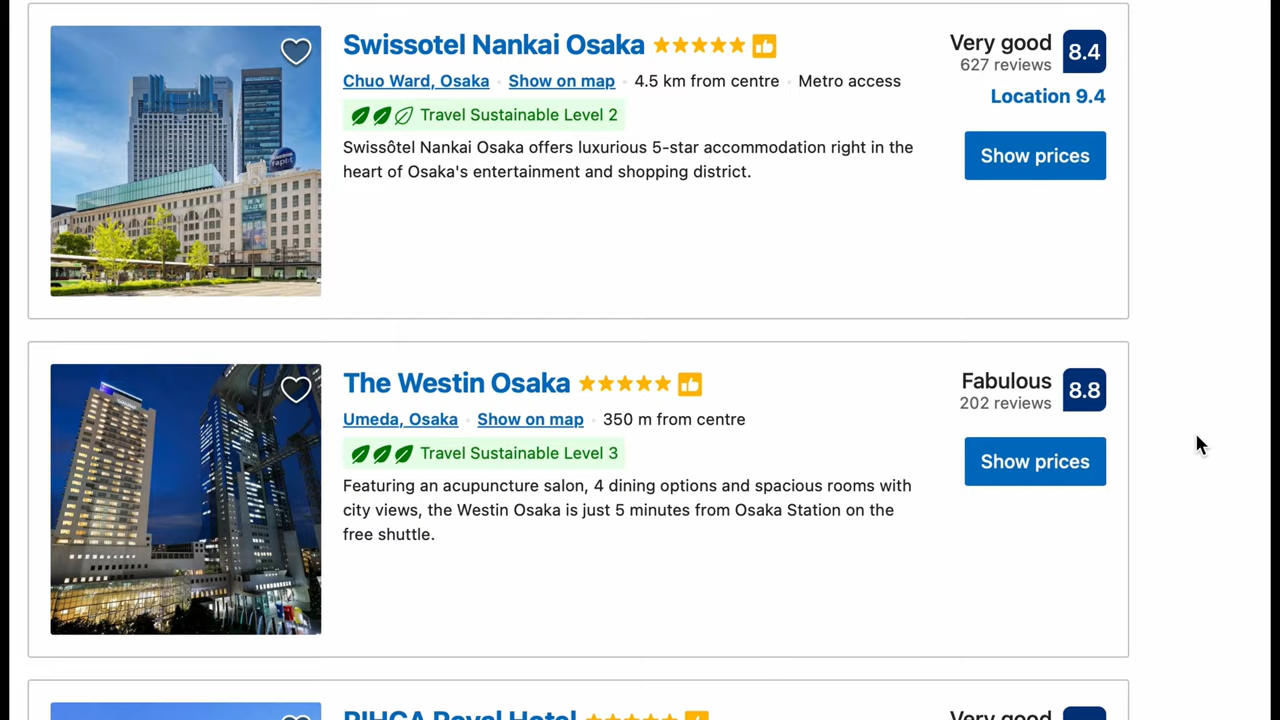 Swissotel Nankai Osaka
Very good
627 reviews
8.4
Chuo Ward, Osaka Show on map 4.5 km from centre Metro access
Location 9.4
Travel Sustainable Level 2
Swissôtel Nankai Osaka offers luxurious 5-star accommodation right in the
heart of Osaka's entertainment and shopping district.
Show prices
The Westin Osaka
Fabulous
202 reviews
8.8
Umeda, Osaka Show on map 350 m from centre
Travel Sustainable Level 3
Featuring an acupuncture salon, 4 dining options and spacious rooms with
city views, the Westin Osaka is just 5 minutes from Osaka Station on the
free shuttle.
Show prices
RIHGA Royal Hotel
Very good